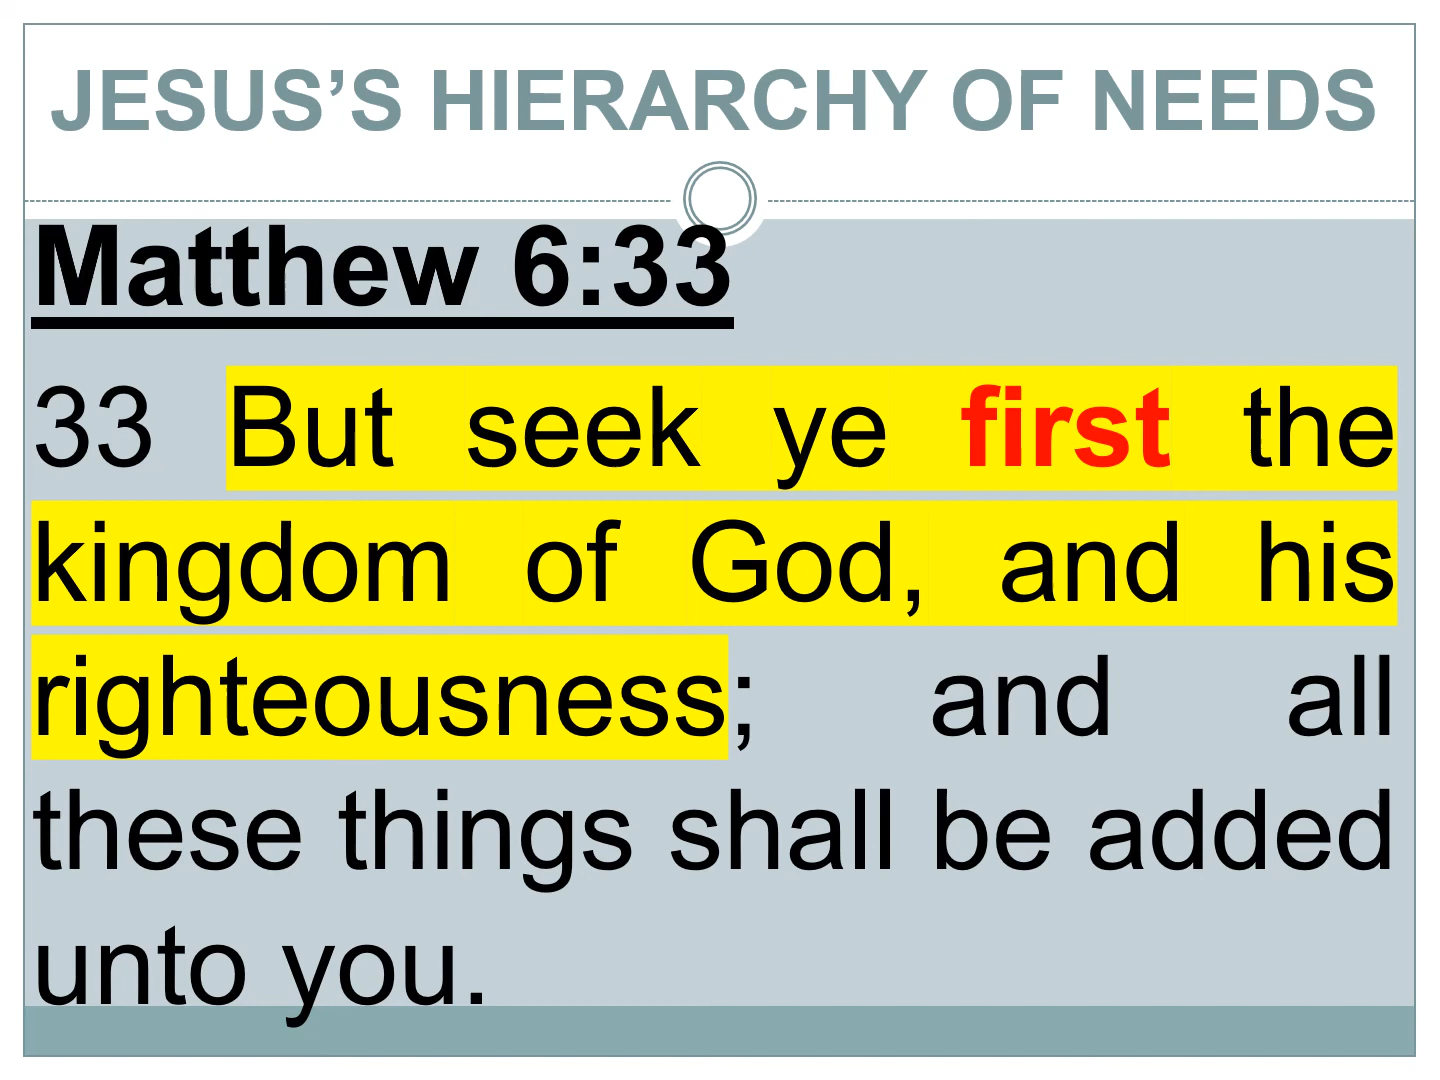 JESUS’S HIERARCHY OF NEEDS
Matthew 6:33
33 But seek ye first the
kingdom of God, and his
righteousness; and all
these things shall be added
unto you.